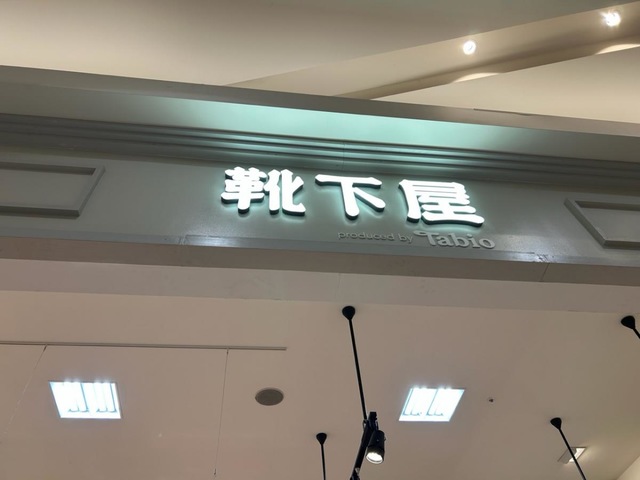 靴下屋
produced by Tabio